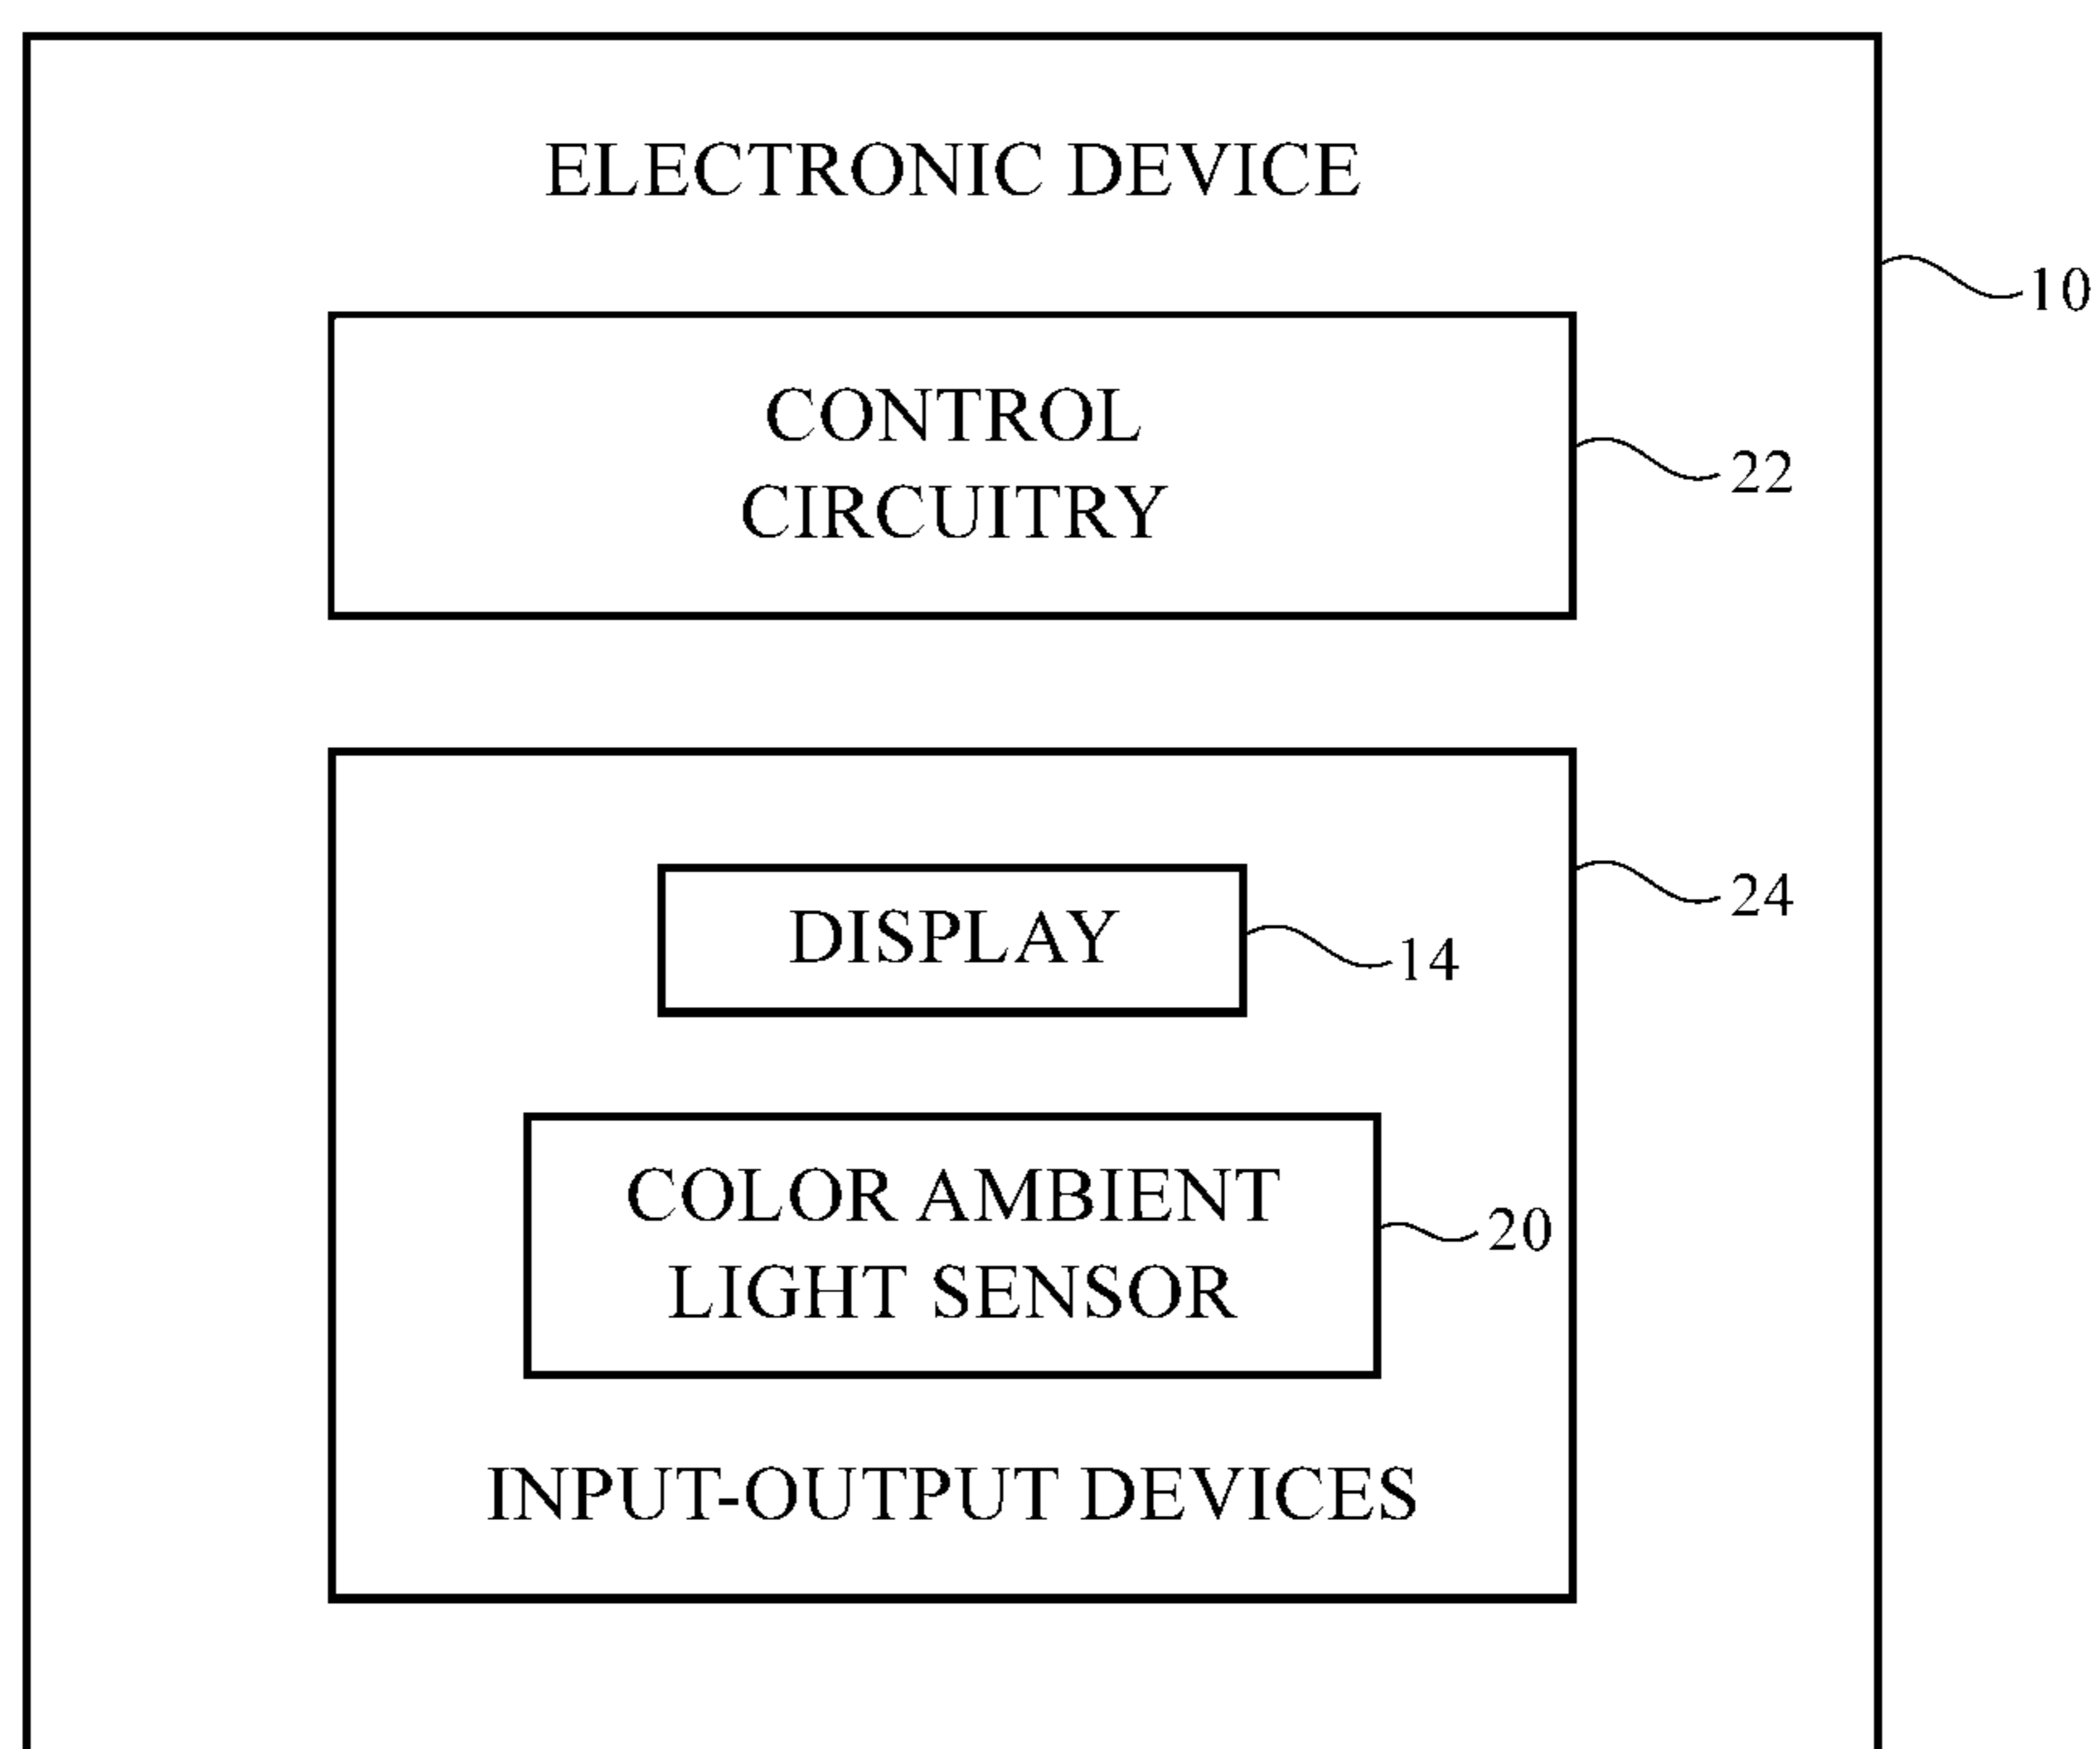 ELECTRONIC DEVICE
10
CONTROL
CIRCUITRY
22
24
DISPLAY
14
COLOR AMBIENT
LIGHT SENSOR
20
INPUT-OUTPUT DEVICES